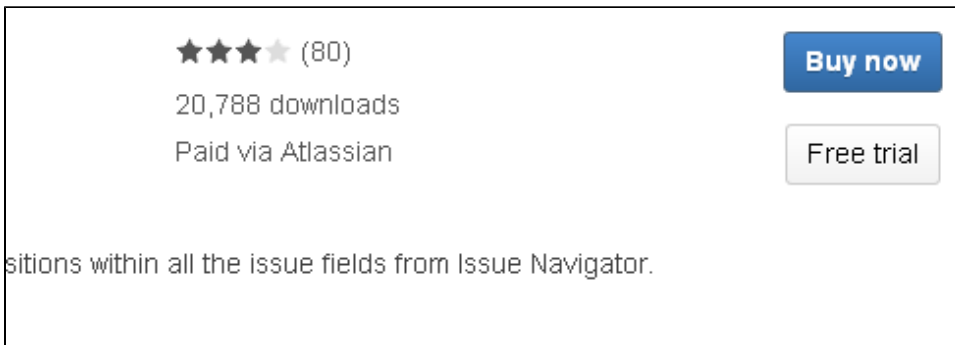 (80)
Buy now
20,788 downloads
Paid via Atlassian
Free trial
sitions within all the issue fields from Issue Navigator.